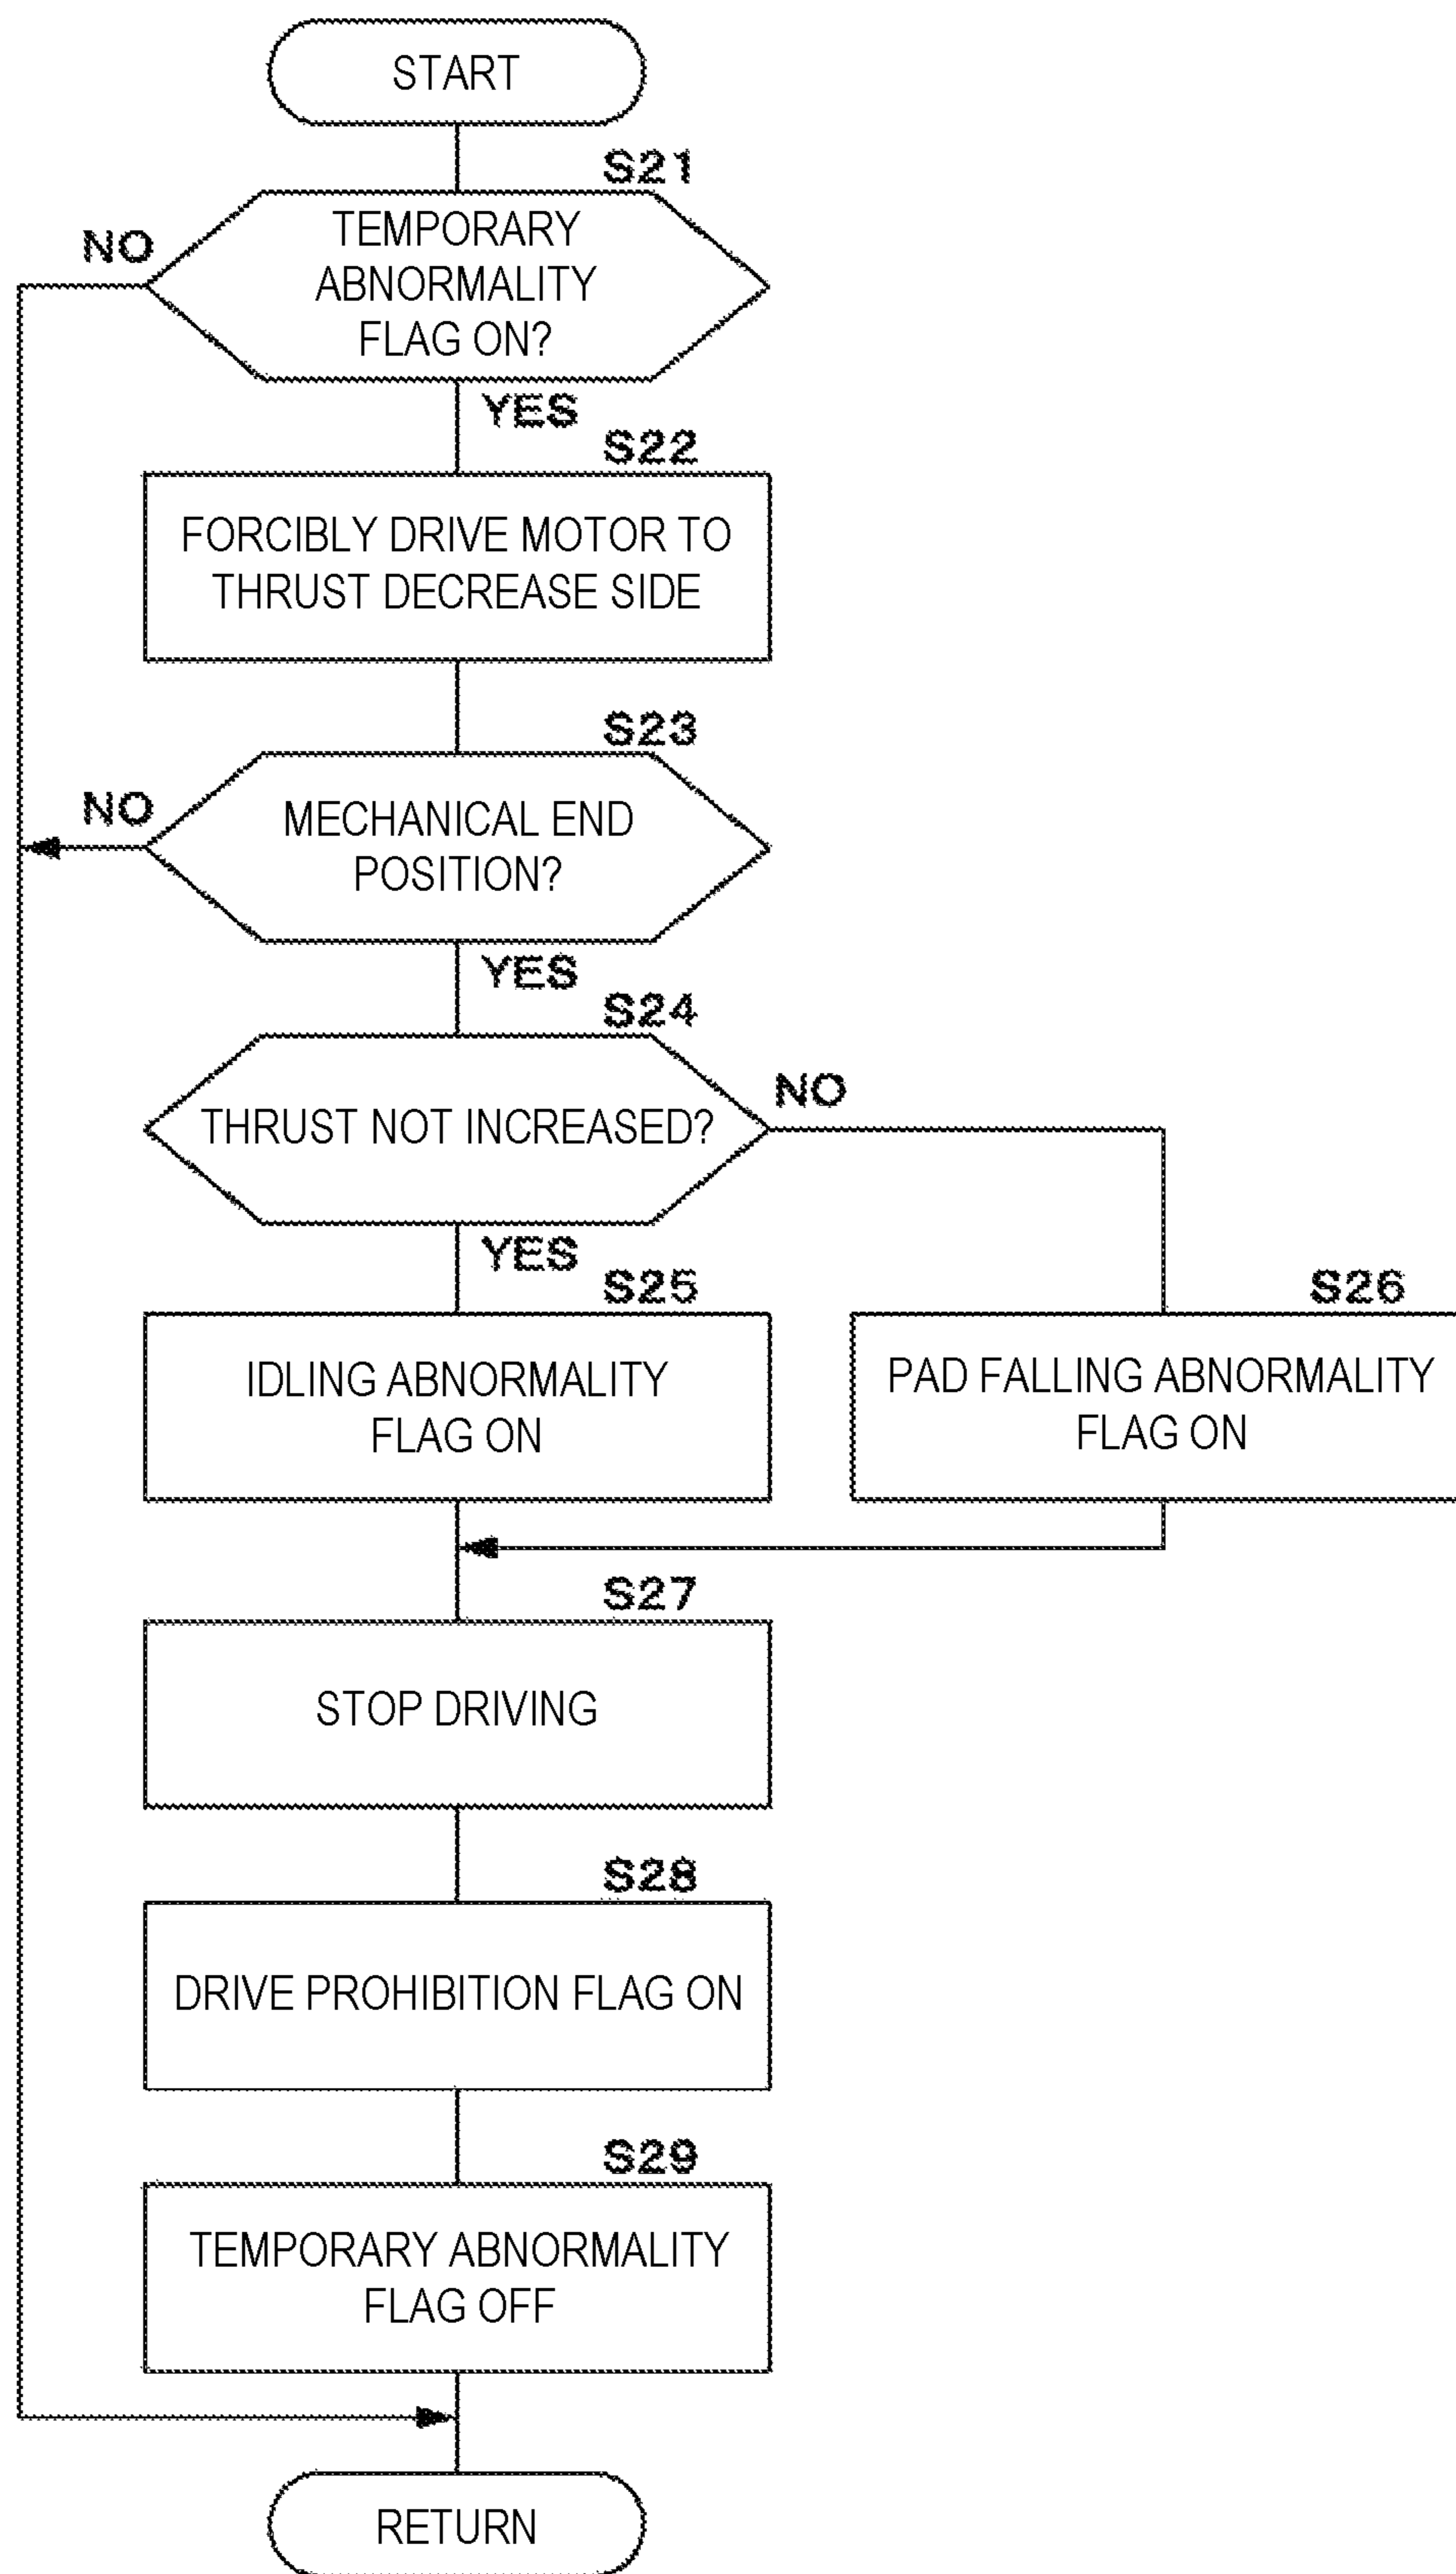 START
S21
NO
TEMPORARY
ABNORMALITY
FLAG ON?
YES
S22
FORCIBLY DRIVE MOTOR TO
THRUST DECREASE SIDE
S23
NO
MECHANICAL END
POSITION?
YES
S24
THRUST NOT INCREASED?
NO
YES
S25
IDLING ABNORMALITY
FLAG ON
S26
PAD FALLING ABNORMALITY
FLAG ON
S27
STOP DRIVING
S28
DRIVE PROHIBITION FLAG ON
S29
TEMPORARY ABNORMALITY
FLAG OFF
RETURN